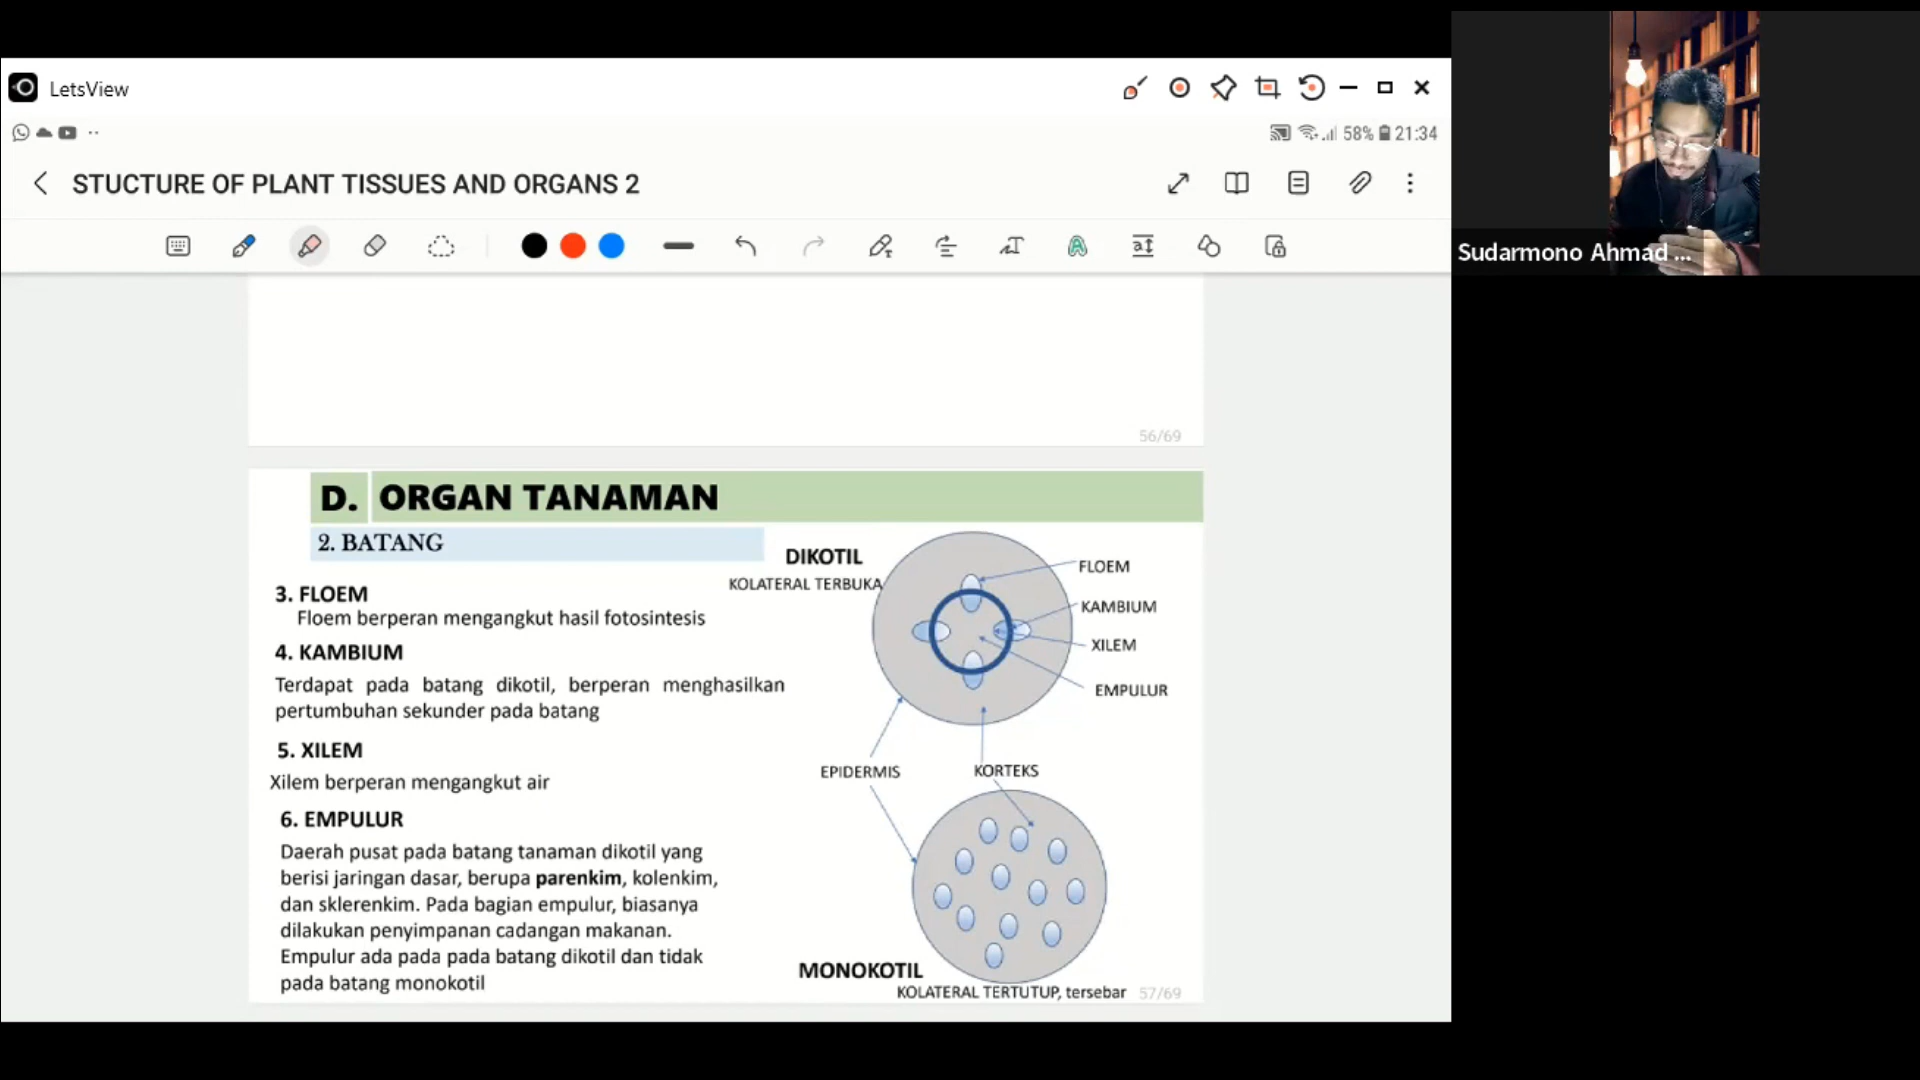 LetsView
58% 21:34
STUCTURE OF PLANT TISSUES AND ORGANS 2
Sudarmono Ahmad ...
56/69
D. ORGAN TANAMAN
2. BATANG
3. FLOEM
Floem berperan mengangkut hasil fotosintesis
4. KAMBIUM
Terdapat pada batang dikotil, berperan menghasilkan
pertumbuhan sekunder pada batang
5. XILEM
Xilem berperan mengangkut air
6. EMPULUR
Daerah pusat pada batang tanaman dikotil yang
berisi jaringan dasar, berupa parenkim, kolenkim,
dan sklerenkim. Pada bagian empulur, biasanya
dilakukan penyimpanan cadangan makanan.
Empulur ada pada pada batang dikotil dan tidak
pada batang monokotil
DIKOTIL
KOLATERAL TERBUKA
FLOEM
KAMBIUM
XILEM
EMPULUR
EPIDERMIS
KORTEKS
MONOKOTIL
KOLATERAL TERTUTUP, tersebar
57/69